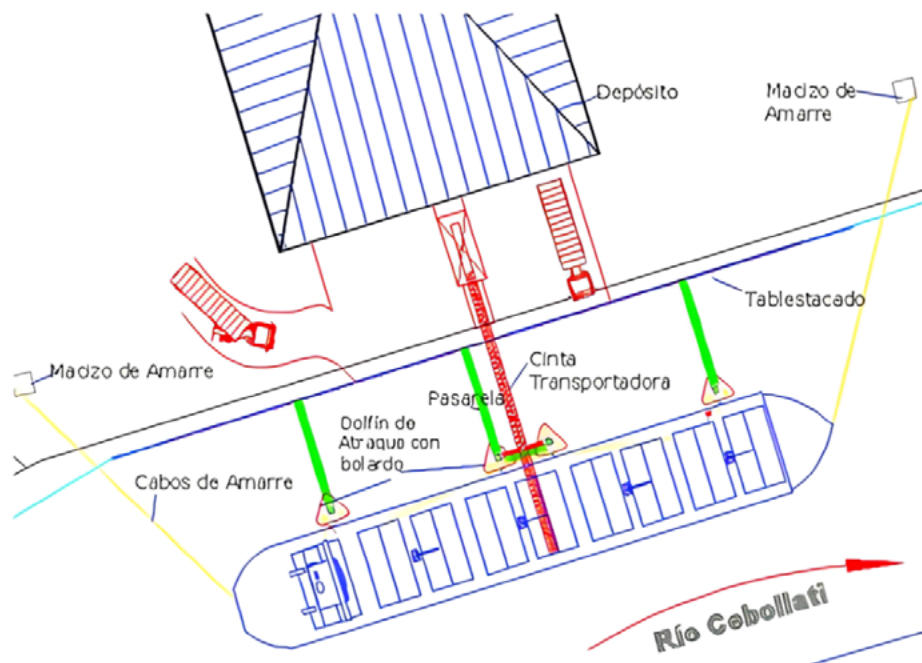 Depósito
Macizo de
Amarre
Tablestacado
Macizo de Amarre
Cinta
Transportadora
Pasarela
Dolfín de
Atraque con
bolardo
Cabos de Amarre
Río Cebollati